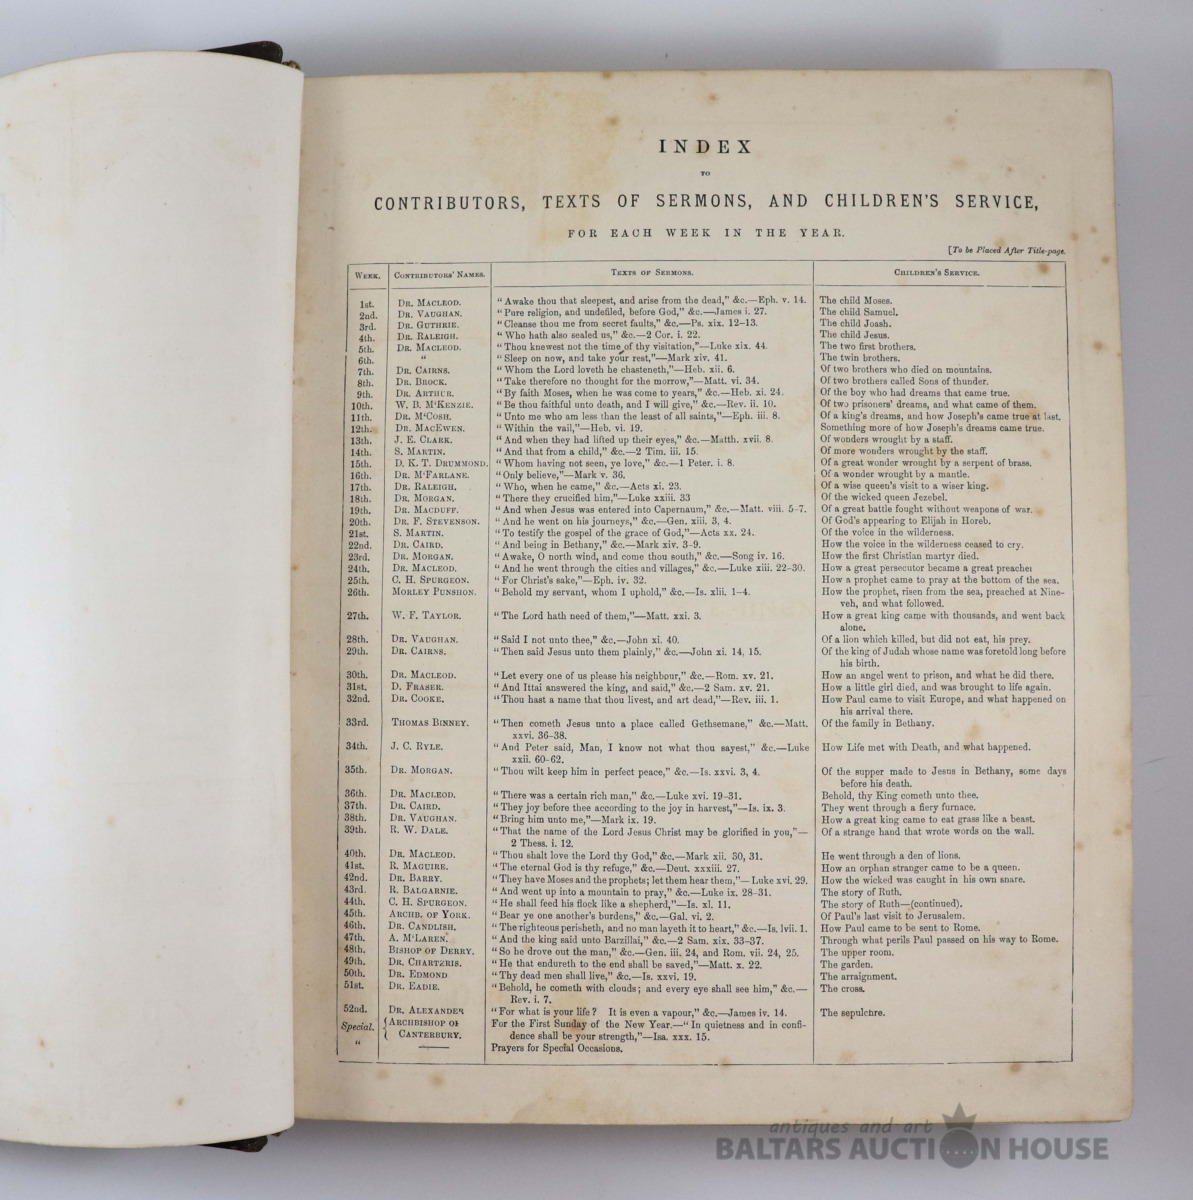 INDEX
TO
CONTRIBUTORS, TEXTS OF SERMONS, AND CHILDREN'S SERVICE,
FOR EACH WEEK IN THE YEAR.
[To be Placed After Title-page.
WEEK. CONTRIBUTORS' NAMES. TEXTS OF SERMONS. CHILDREN'S SERVICE.
1st. DR. MACLEOD. "Awake thou that sleepest, and arise from the dead," &c.—Eph. v. 14. The child Moses.
2nd. DR. VAUGHAN. "Pure religion, and undefiled, before God," &c.—James i. 27. The child Samuel.
3rd. DR. GUTHRIE. "Cleanse thou me from secret faults," &c.—Ps. xix. 12–13. The child Joash.
4th. DR. RALEIGH. "Who hath also sealed us," &c.—2 Cor. i. 22. The child Jesus.
5th. DR. MACLEOD. "Thou knewest not the time of thy visitation,"—Luke xix. 44. The two first brothers.
6th. " "Sleep on now, and take your rest,"—Mark xiv. 41. The twin brothers.
7th. DR. CAIRNS. "Whom the Lord loveth he chasteneth,"—Heb. xii. 6. Of two brothers who died on mountains.
8th. DR. BROCK. "Take therefore no thought for the morrow,"—Matt. vi. 34. Of two brothers called Sons of thunder.
9th. DR. ARTHUR. "By faith Moses, when he was come to years," &c.—Heb. xi. 24. Of the boy who had dreams that came true.
10th. W. D. M'KENZIE. "Be thou faithful unto death, and I will give," &c.—Rev. ii. 10. Of two prisoners' dreams, and what came of them.
11th. DR. M'COSH. "Unto me who am less than the least of all saints,"—Eph. iii. 8. Of a king's dreams, and how Joseph's came true at last.
12th. DR. MACEWEN. "Within the vail,"—Heb. vi. 19. Something more of how Joseph's dreams came true.
13th. J. E. CLARK. "And when they had lifted up their eyes," &c.—Matth. xvii. 8. Of wonders wrought by a staff.
14th. S. MARTIN. "And that from a child," &c.—2 Tim. iii. 15. Of more wonders wrought by the staff.
15th. D. K. T. DRUMMOND. "Whom having not seen, ye love," &c.—1 Peter. i. 8. Of a great wonder wrought by a serpent of brass.
16th. DR. M'FARLANE. "Only believe,"—Mark v. 36. Of a wonder wrought by a mantle.
17th. DR. RALEIGH. "Who, when he came," &c.—Acts xi. 23. Of a wise queen's visit to a wiser king.
18th. DR. MORGAN. "There they crucified him,"—Luke xxiii. 33 Of the wicked queen Jezebel.
19th. DR. MACDUFF. "And when Jesus was entered into Capernaum," &c.—Matt. viii. 5–7. Of a great battle fought without weapons of war.
20th. DR. F. STEVENSON. "And he went on his journeys," &c.—Gen. xiii. 3, 4. Of God's appearing to Elijah in Horeb.
21st. S. MARTIN. "To testify the gospel of the grace of God,"—Acts xx. 24. Of the voice in the wilderness.
22nd. DR. CAIRD. "And being in Bethany," &c.—Mark xiv. 3–9. How the voice in the wilderness ceased to cry.
23rd. DR. MORGAN. "Awake, O north wind, and come thou south," &c.—Song iv. 16. How the first Christian martyr died.
24th. DR. MACLEOD. "And he went through the cities and villages," &c.—Luke xiii. 22–30. How a great persecutor became a great preacher
25th. C. H. SPURGEON. "For Christ's sake,"—Eph. iv. 32. How a prophet came to pray at the bottom of the sea.
26th. MORLEY PUNSHON. "Behold my servant, whom I uphold," &c.—Is. xlii. 1–4. How the prophet, risen from the sea, preached at Nine-
veh, and what followed.
27th. W. F. TAYLOR. "The Lord hath need of them,"—Matt. xxi. 3. How a great king came with thousands, and went back
alone.
28th. DR. VAUGHAN. "Said I not unto thee," &c.—John xi. 40. Of a lion which killed, but did not eat, his prey.
29th. DR. CAIRNS. "Then said Jesus unto them plainly," &c.—John xi. 14, 15. Of the king of Judah whose name was foretold long before
his birth.
30th. DR. MACLEOD. "Let every one of us please his neighbour," &c.—Rom. xv. 21. How an angel went to prison, and what he did there.
31st. D. FRASER. "And Ittai answered the king, and said," &c.—2 Sam. xv. 21. How a little girl died, and was brought to life again.
32nd. DR. COOKE. "Thou hast a name that thou livest, and art dead,"—Rev. iii. 1. How Paul came to visit Europe, and what happened on
his arrival there.
33rd. THOMAS BINNEY. "Then cometh Jesus unto a place called Gethsemane," &c.—Matt. Of the family in Bethany.
xxvi. 36–38.
34th. J. C. RYLE. "And Peter said, Man, I know not what thou sayest," &c.—Luke How Life met with Death, and what happened.
xxii. 60–62.
35th. DR. MORGAN. "Thou wilt keep him in perfect peace," &c.—Is. xxvi. 3, 4. Of the supper made to Jesus in Bethany, some days
before his death.
36th. DR. MACLEOD. "There was a certain rich man," &c.—Luke xvi. 19–31. Behold, thy King cometh unto thee.
37th. DR. CAIRD. "They joy before thee according to the joy in harvest,"—Is. ix. 3. They went through a fiery furnace.
38th. DR. VAUGHAN. "Bring him unto me,"—Mark ix. 19. How a great king came to eat grass like a beast.
39th. R. W. DALE. "That the name of the Lord Jesus Christ may be glorified in you,"— Of a strange hand that wrote words on the wall.
2 Thess. i. 12.
40th. DR. MACLEOD. "Thou shalt love the Lord thy God," &c.—Mark xii. 30, 31. He went through a den of lions.
41st. R. MAGUIRE. "The eternal God is thy refuge," &c.—Deut. xxxiii. 27. How an orphan stranger came to be a queen.
42nd. DR. BARRY. "They have Moses and the prophets; let them hear them,"—Luke xvi. 29. How the wicked was caught in his own snare.
43rd. R. BALGARNIE. "And went up into a mountain to pray," &c.—Luke ix. 28–31. The story of Ruth.
44th. C. H. SPURGEON. "He shall feed his flock like a shepherd,"—Is. xl. 11. The story of Ruth—(continued).
45th. ARCHB. OF YORK. "Bear ye one another's burdens," &c.—Gal. vi. 2. Of Paul's last visit to Jerusalem.
46th. DR. CANDLISH. "The righteous perisheth, and no man layeth it to heart," &c.—Is. lvii. 1. How Paul came to be sent to Rome.
47th. A. M'LAREN. "And the king said unto Barzillai," &c.—2 Sam. xix. 33–37. Through what perils Paul passed on his way to Rome.
48th. BISHOP OF DERRY. "So he drove out the man," &c.—Gen. iii. 24, and Rom. vii. 24, 25. The upper room.
49th. DR. CHARTERIS. "He that endureth to the end shall be saved,"—Matt. x. 22. The garden.
50th. DR. EDMOND "Thy dead men shall live," &c.—Is. xxvi. 19. The arraignment.
51st. DR. EADIE. "Behold, he cometh with clouds; and every eye shall see him," &c.— The cross.
Rev. i. 7.
52nd. DR. ALEXANDER "For what is your life? It is even a vapour," &c.—James iv. 14. The sepulchre.
Special. { ARCHBISHOP OF For the First Sunday of the New Year.—"In quietness and in confi-
CANTERBURY. dence shall be your strength,"—Isa. xxx. 15.
" —— Prayers for Special Occasions.
antiques and art
BALTARS AUCTION HOUSE